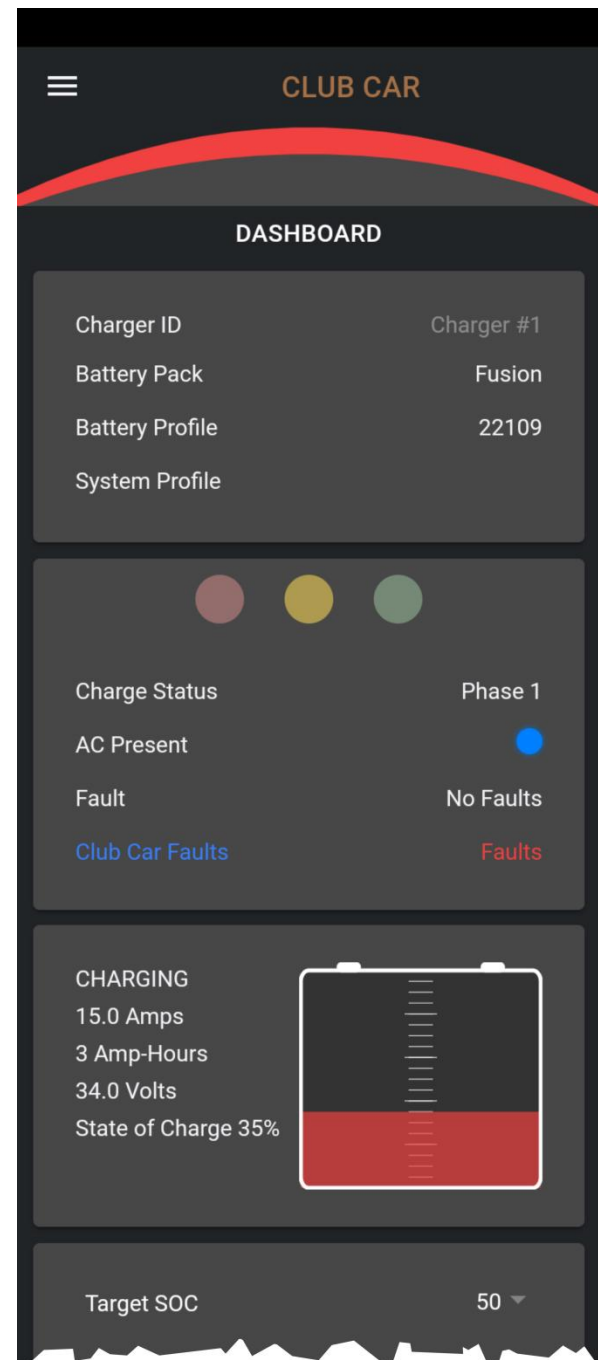 CLUB CAR
DASHBOARD
Charger ID Charger #1
Battery Pack Fusion
Battery Profile 22109
System Profile
Charge Status Phase 1
AC Present
Fault No Faults
Club Car Faults Faults
CHARGING
15.0 Amps
3 Amp-Hours
34.0 Volts
State of Charge 35%
Target SOC 50